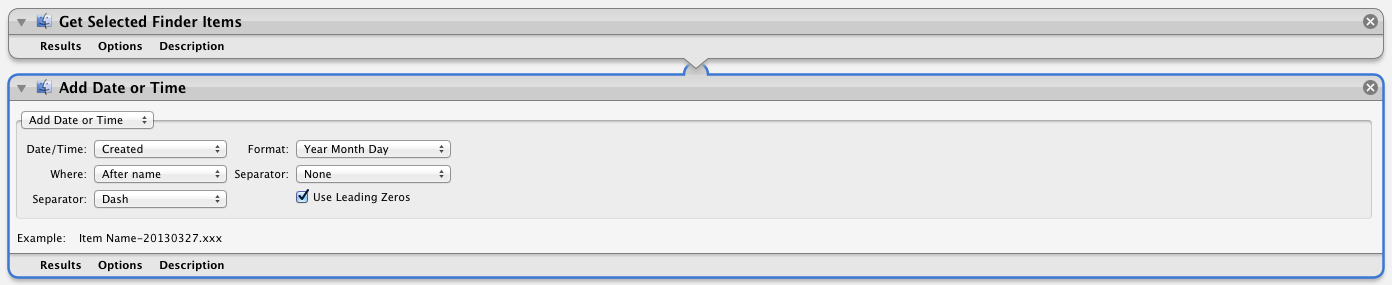 Get Selected Finder Items
Results Options Description
Add Date or Time
Add Date or Time
Date/Time: Created Format: Year Month Day
Where: After name Separator: None
Separator: Dash Use Leading Zeros
Example: Item Name-20130327.xxx
Results Options Description